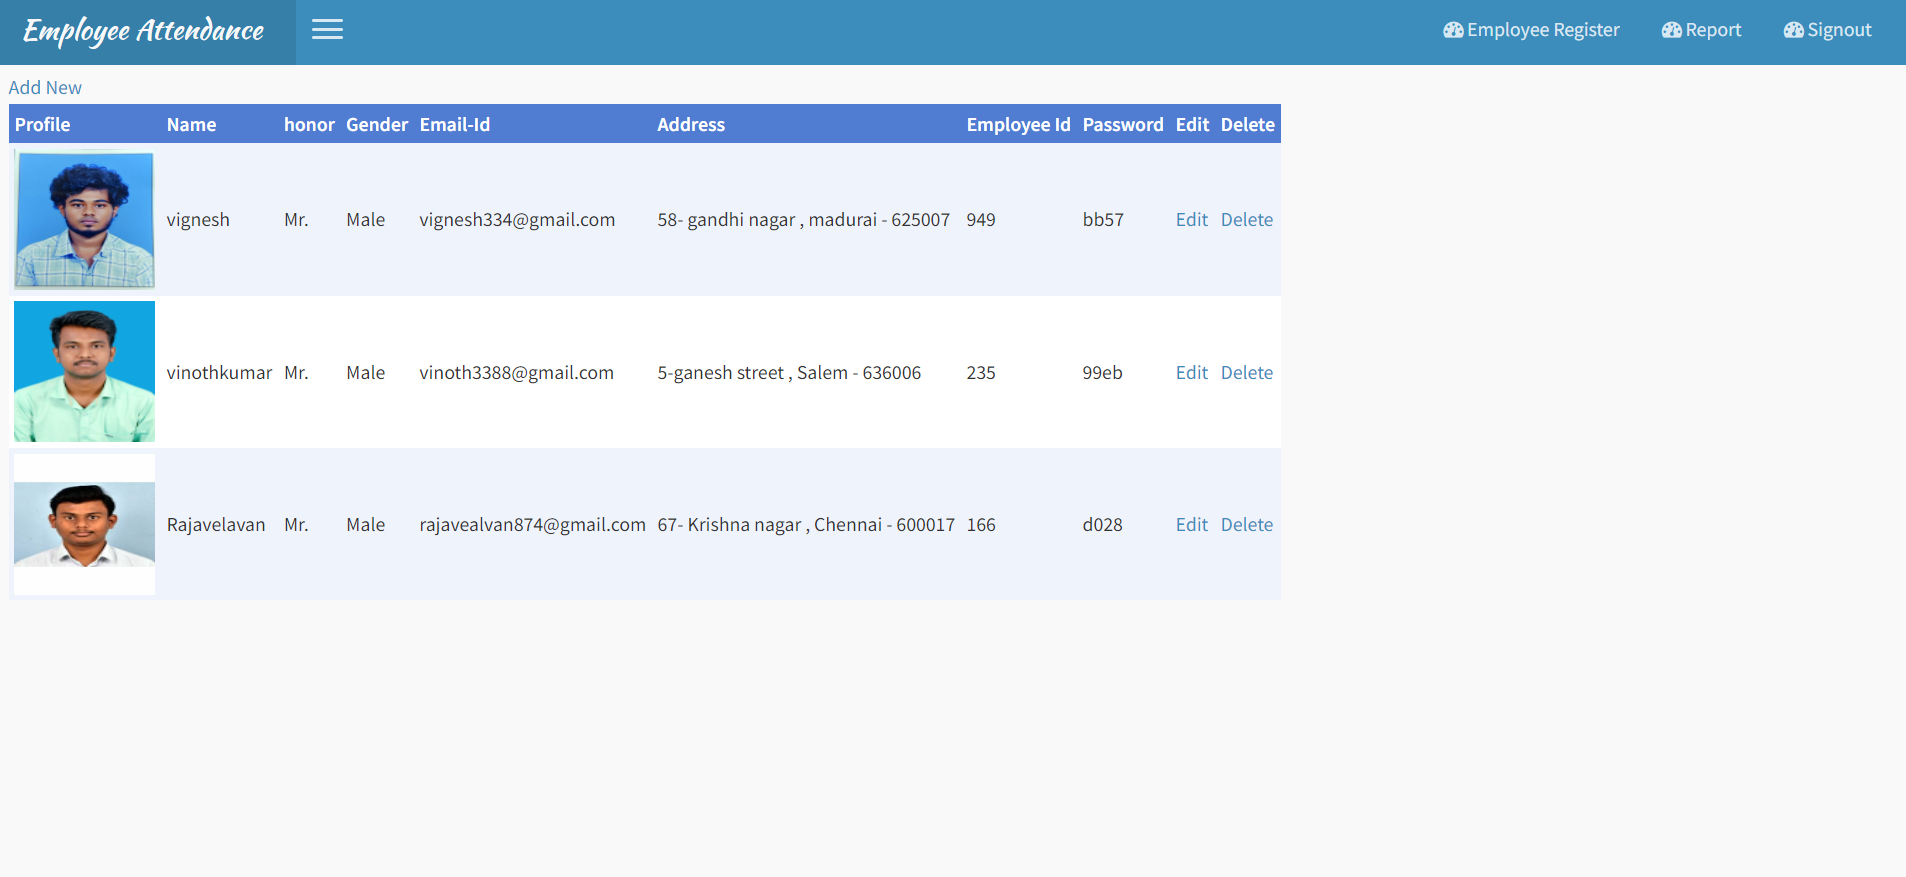 Employee Attendance Employee Register Report Signout
Add New
Profile Name honor Gender Email-Id Address Employee Id Password Edit Delete
vignesh Mr. Male vignesh334@gmail.com 58- gandhi nagar , madurai - 625007 949 bb57 Edit Delete
vinothkumar Mr. Male vinoth3388@gmail.com 5-ganesh street , Salem - 636006 235 99eb Edit Delete
Rajavelavan Mr. Male rajavealvan874@gmail.com 67- Krishna nagar , Chennai - 600017 166 d028 Edit Delete